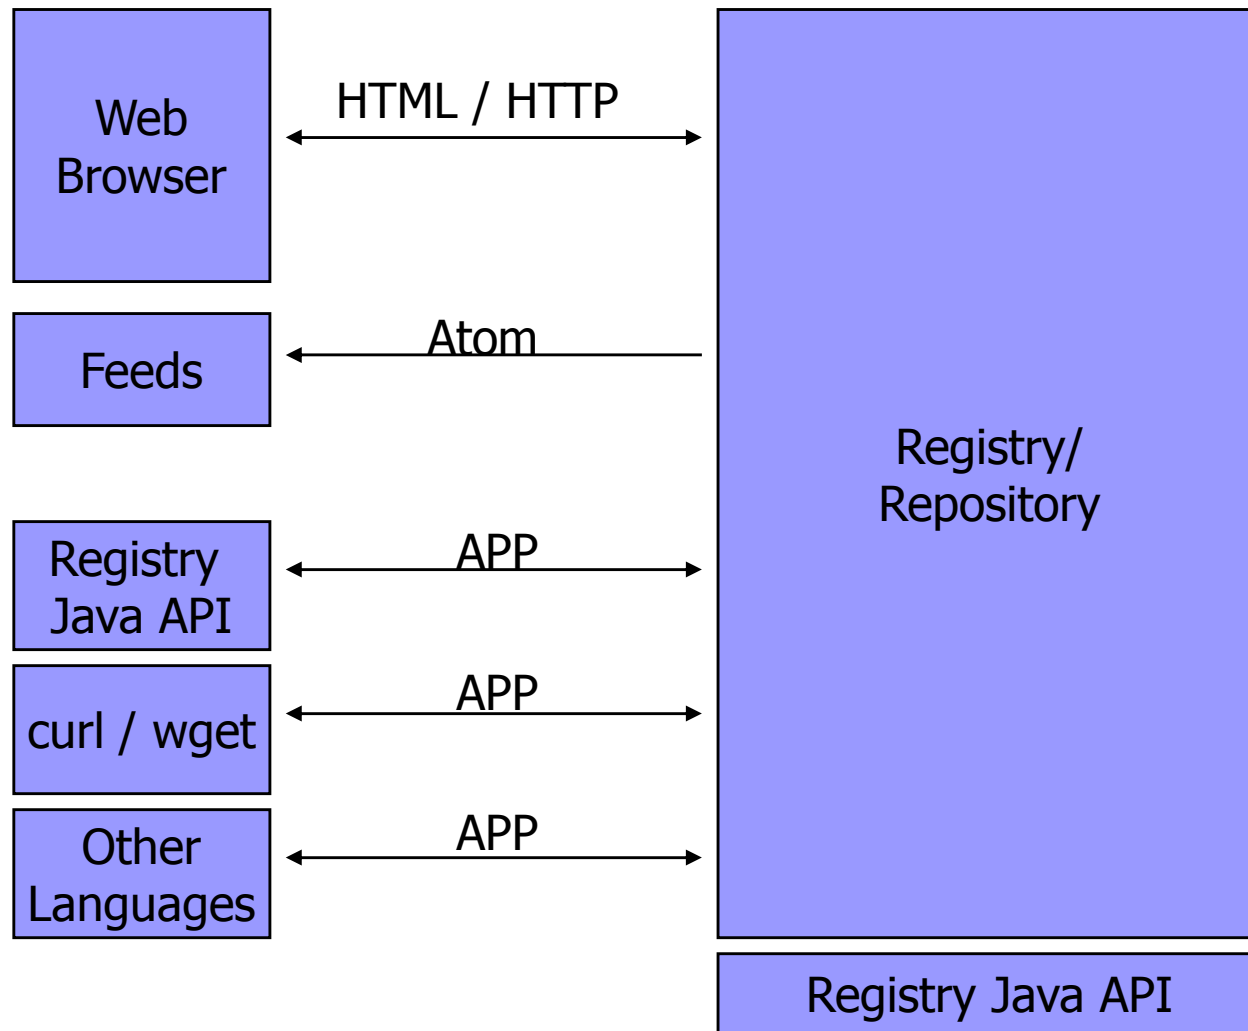 Web
Browser
HTML / HTTP
Feeds
Atom
Registry/
Repository
Registry
Java API
APP
curl / wget
APP
Other
Languages
APP
Registry Java API